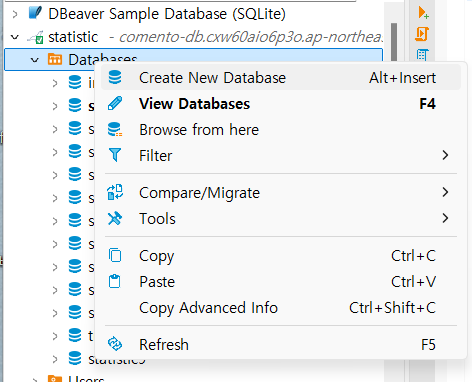 DBeaver Sample Database (SQLite)
statistic - comento-db.cxw60aio6p3o.ap-northea
Databases
Create New Database Alt+Insert
View Databases F4
Browse from here
Filter
Compare/Migrate
Tools
Copy Ctrl+C
Paste Ctrl+V
Copy Advanced Info Ctrl+Shift+C
Refresh F5
statistic9
Users